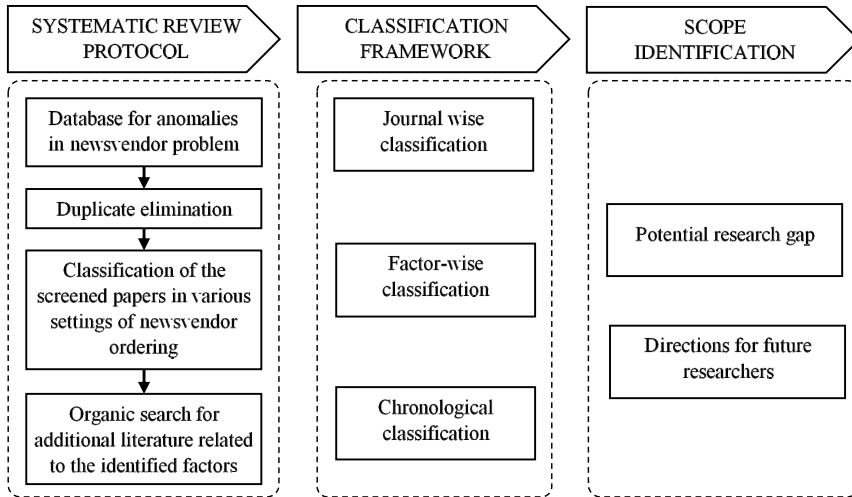 SYSTEMATIC REVIEW
PROTOCOL
Database for anomalies
in newsvendor problem
Duplicate elimination
Classification of the
screened papers in various
settings of newsvendor
ordering
Organic search for
additional literature related
to the identified factors
CLASSIFICATION
FRAMEWORK
Journal wise
classification
Factor-wise
classification
Chronological
classification
SCOPE
IDENTIFICATION
Potential research gap
Directions for future
researchers